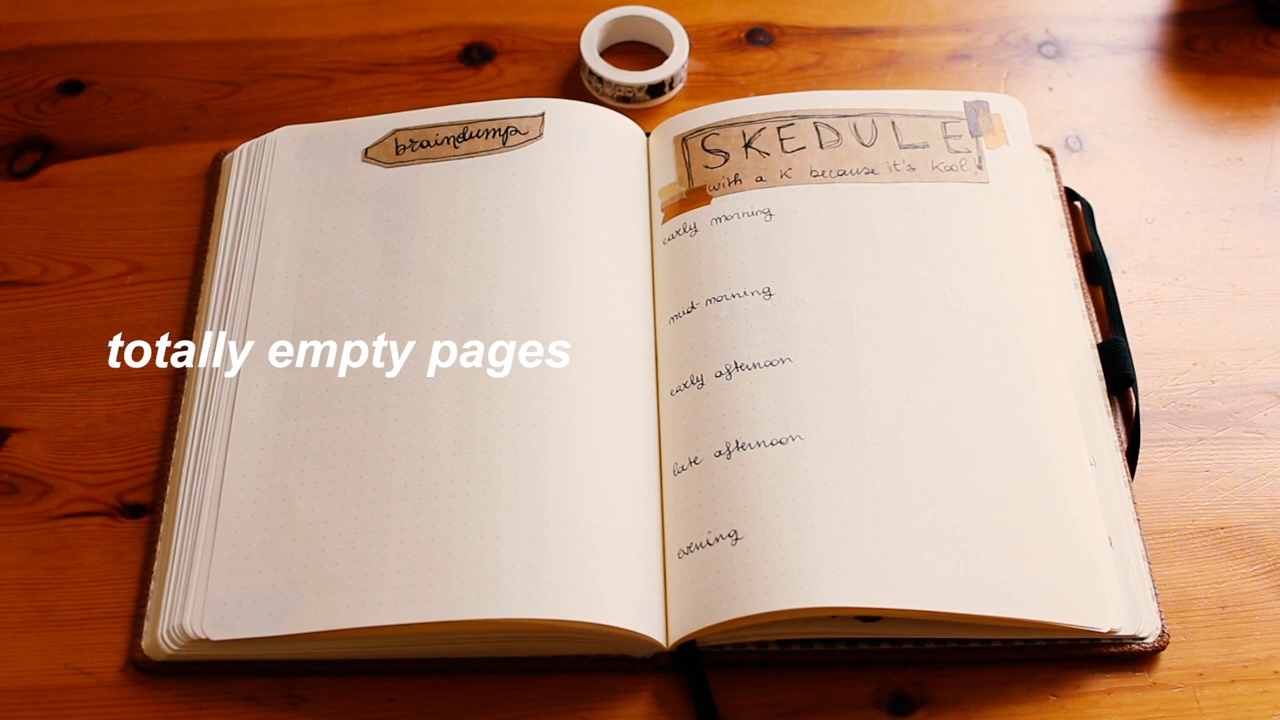 braindump
SKEDULE
with a K because it's Kool!
early morning
mid-morning
totally empty pages
early afternoon
late afternoon
evening